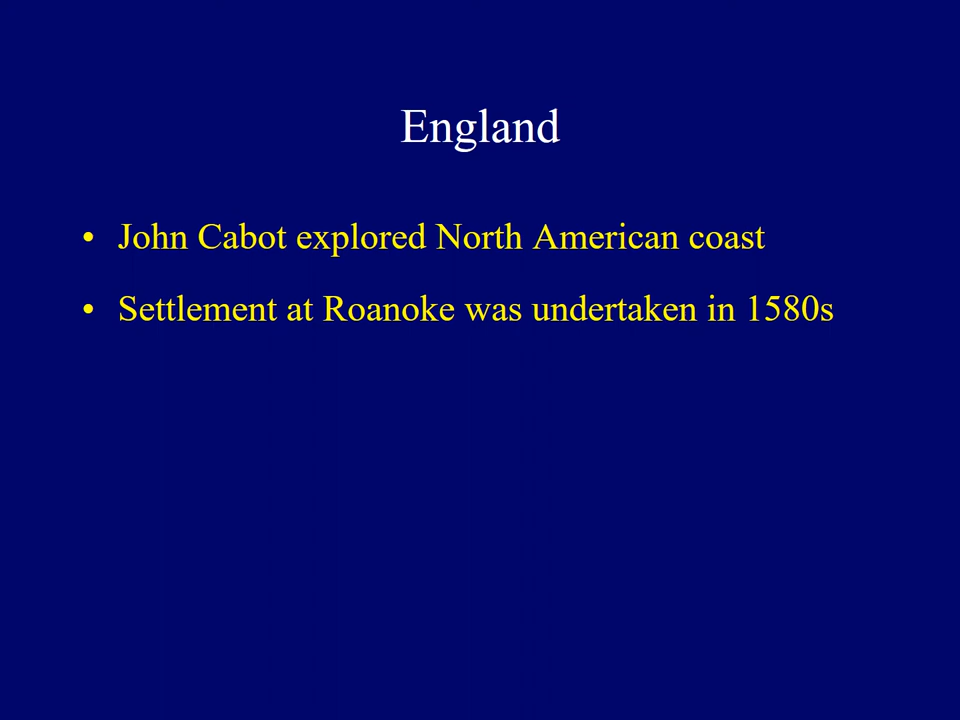 England
• John Cabot explored North American coast
• Settlement at Roanoke was undertaken in 1580s